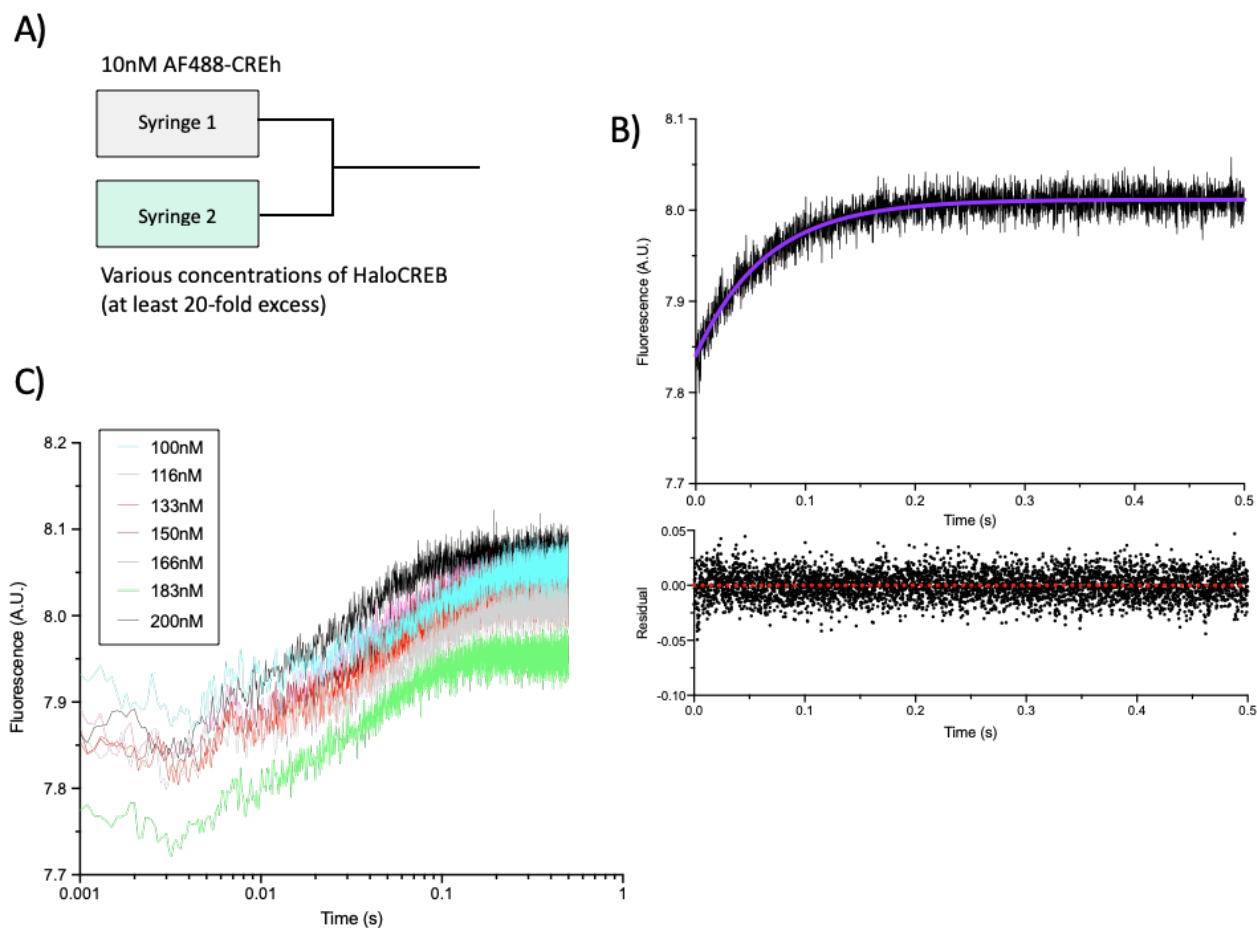 A)
10nM AF488-CREh
Syringe 1
Syringe 2
Various concentrations of HaloCREB
(at least 20-fold excess)
B)
8.1
8.0
7.9
7.8
7.7
Fluorescence (A.U.)
0.0 0.1 0.2 0.3 0.4 0.5
Time (s)
0.05
0.00
-0.05
-0.10
Residual
0.0 0.1 0.2 0.3 0.4 0.5
Time (s)
C)
8.2
8.1
8.0
7.9
7.8
7.7
Fluorescence (A.U.)
100nM
116nM
133nM
150nM
166nM
183nM
200nM
0.001 0.01 0.1 1
Time (s)